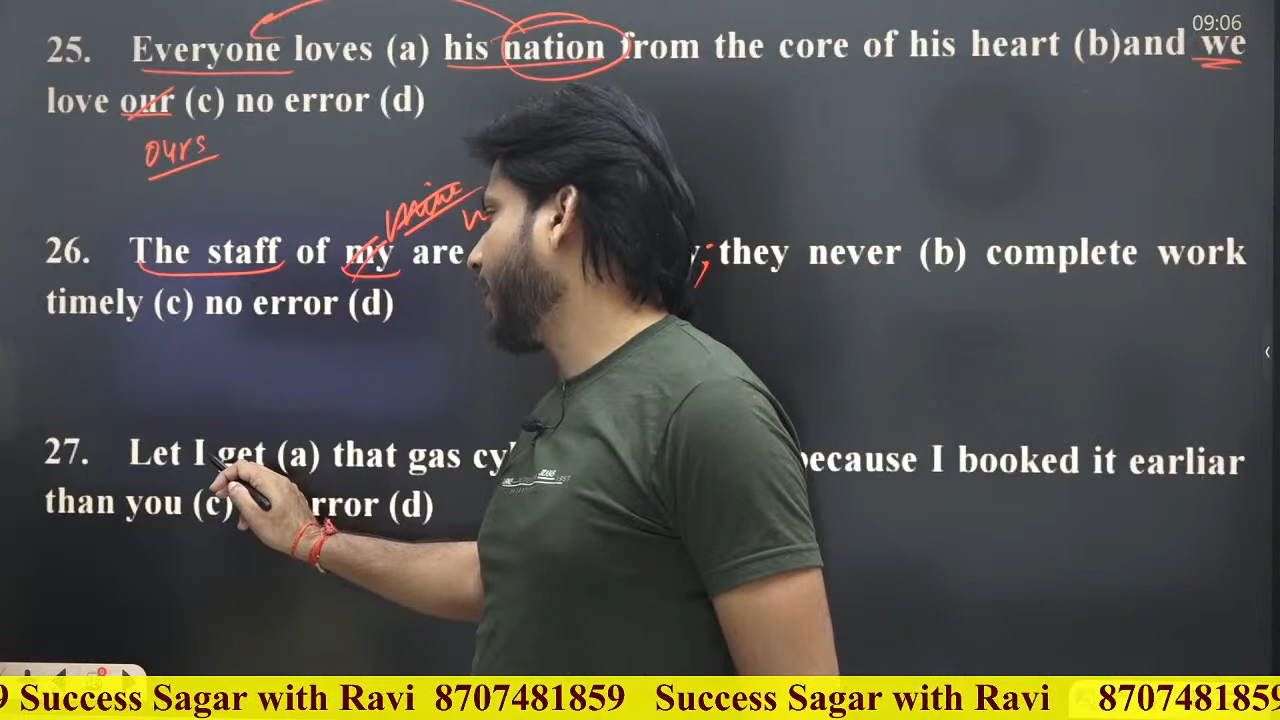 09:06
25. Everyone loves (a) his nation from the core of his heart (b)and we
love our (c) no error (d)
ours
26. The staff of my are they never (b) complete work
timely (c) no error (d)
27. Let I get (a) that gas because I booked it earliar
than you (c) error (d)
9 Success Sagar with Ravi 8707481859 Success Sagar with Ravi 8707481859